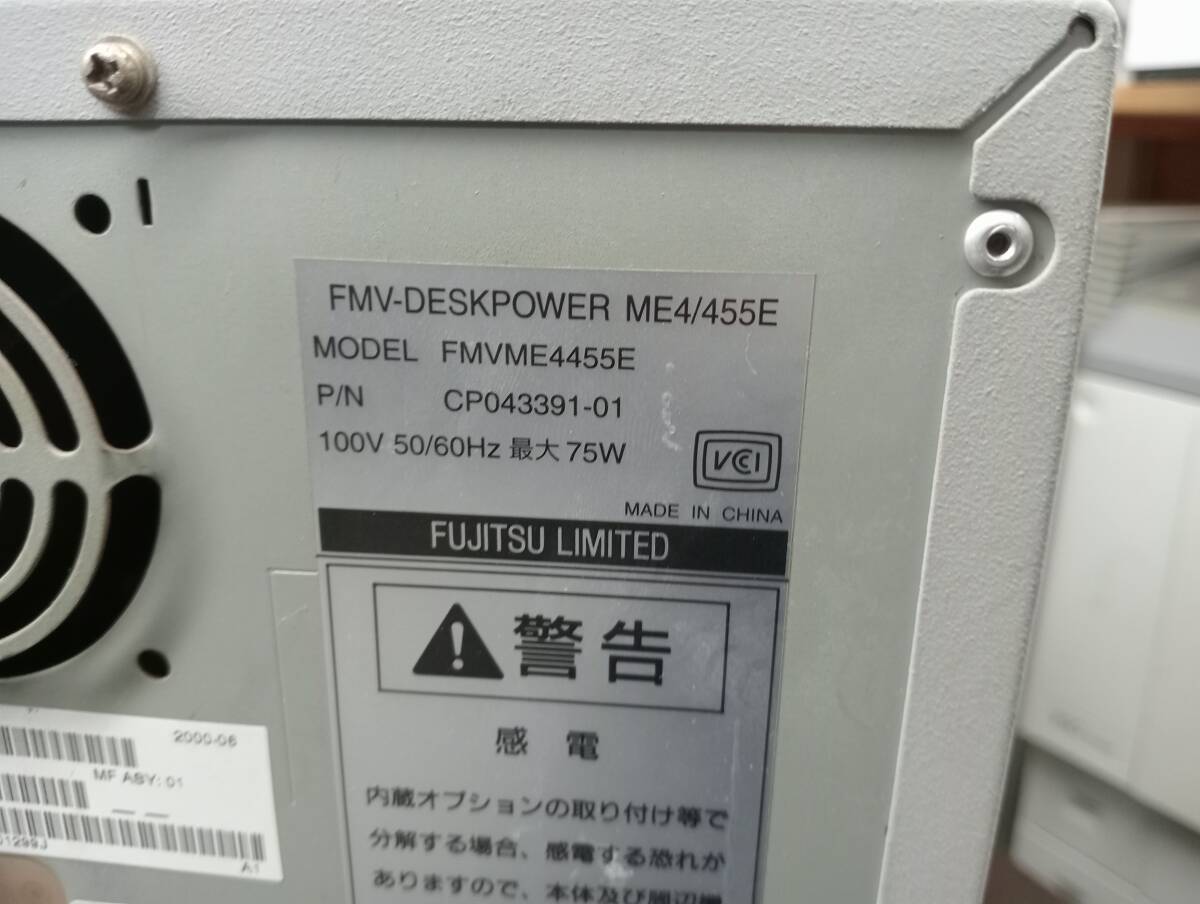 FMV-DESKPOWER ME4/455E
MODEL FMVME4455E
P/N CP043391-01
100V 50/60Hz 最大 75W
VCCI
MADE IN CHINA
FUJITSU LIMITED
警告
感電
内蔵オプションの取り付け等で
分解する場合、感電する恐れが
ありますので、本体及び周辺機
2000-06
MF ASY: 01
01299J
A1